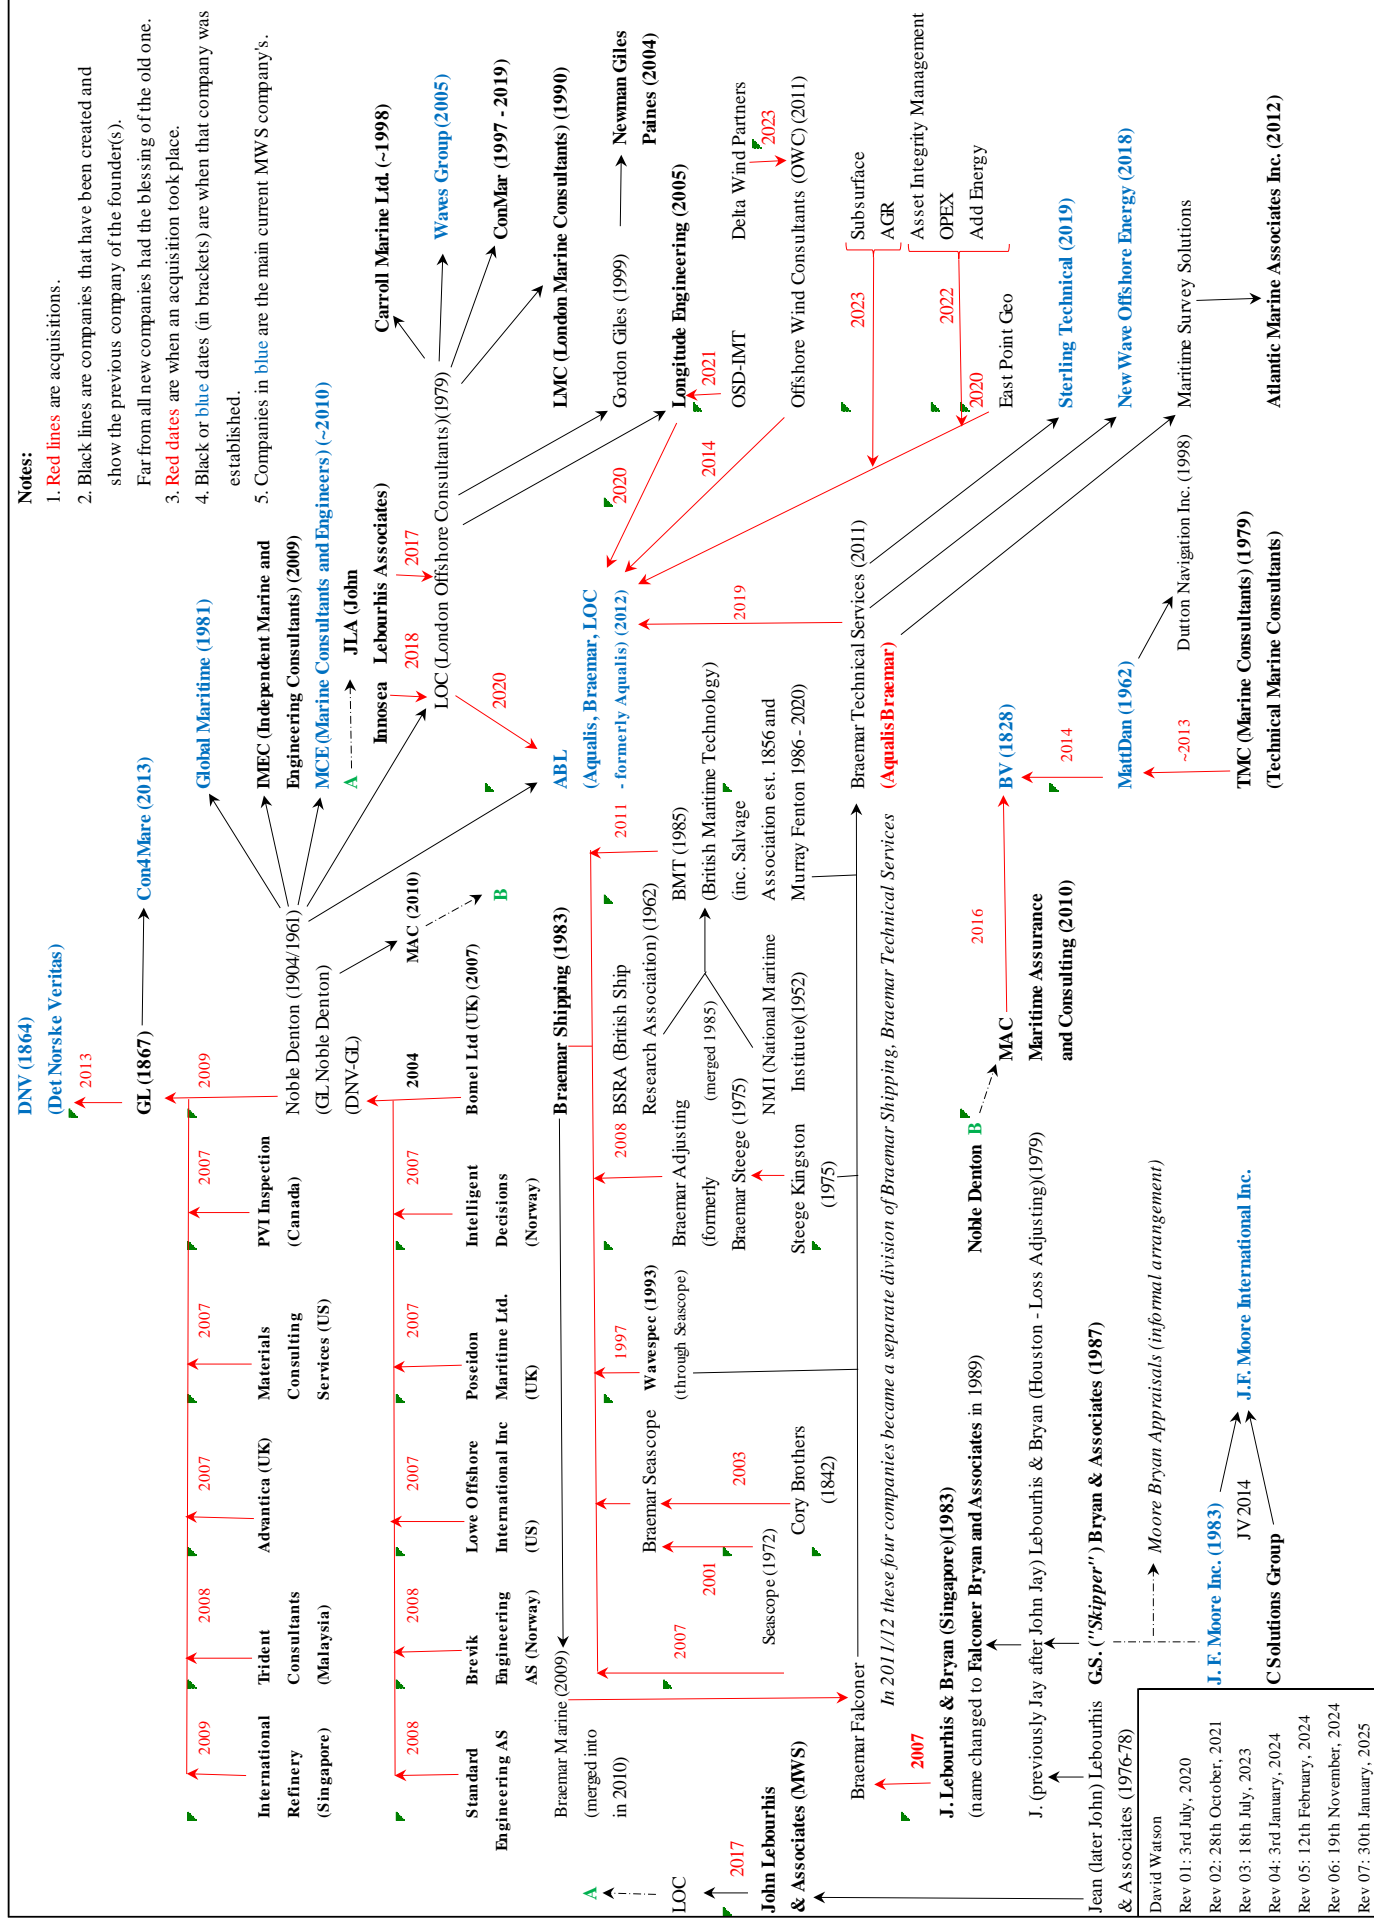 Notes:
1. Red lines are acquisitions.
2. Black lines are companies that have been created and
show the previous company of the founder(s).
Far from all new companies had the blessing of the old one.
3. Red dates are when an acquisition took place.
4. Black or blue dates (in brackets) are when that company was
established.
5. Companies in blue are the main current MWS company's.
DNV (1864)
(Det Norske Veritas)
2013
GL (1867)
Con4Mare (2013)
2009
2009
2008
2007
2007
2007
International
Refinery
(Singapore)
Trident
Consultants
(Malaysia)
Advantica (UK)
Materials
Consulting
Services (US)
PVI Inspection
(Canada)
Noble Denton (1904/1961)
(GL Noble Denton)
(DNV-GL)
Global Maritime (1981)
IMEC (Independent Marine and
Engineering Consultants) (2009)
MCE (Marine Consultants and Engineers) (~2010)
A
JLA (John
Lebourhis Associates)
Innosea
2018
2017
LOC (London Offshore Consultants)(1979)
2020
Carroll Marine Ltd. (~1998)
Waves Group (2005)
ConMar (1997 - 2019)
LMC (London Marine Consultants) (1990)
Gordon Giles (1999)
Newman Giles
Paines (2004)
Longitude Engineering (2005)
2021
OSD-IMT
Delta Wind Partners
2023
Offshore Wind Consultants (OWC) (2011)
MAC (2010)
B
2008
2008
2007
2007
2007
2004
Standard
Engineering AS
Brevik
Engineering
AS (Norway)
Lowe Offshore
International Inc
(US)
Poseidon
Maritime Ltd.
(UK)
Intelligent
Decisions
(Norway)
Bomel Ltd (UK) (2007)
ABL
(Aqualis, Braemar, LOC
- formerly Aqualis) (2012)
2020
2014
2023
Subsurface
AGR
2022
Asset Integrity Management
OPEX
Add Energy
2020
East Point Geo
2019
Braemar Shipping (1983)
Braemar Marine (2009)
(merged into
in 2010)
2007
Braemar Seascope
2001
2003
Seascope (1972)
Cory Brothers
(1842)
1997
Wavespec (1993)
(through Seascope)
2008
Braemar Adjusting
(formerly
Braemar Steege (1975)
Steege Kingston
(1975)
BSRA (British Ship
Research Association) (1962)
(merged 1985)
NMI (National Maritime
Institute)(1952)
2011
BMT (1985)
(British Maritime Technology)
(inc. Salvage
Association est. 1856 and
Murray Fenton 1986 - 2020)
Braemar Falconer
Braemar Technical Services (2011)
(AqualisBraemar)
In 2011/12 these four companies became a separate division of Braemar Shipping, Braemar Technical Services
Sterling Technical (2019)
New Wave Offshore Energy (2018)
Maritime Survey Solutions
Atlantic Marine Associates Inc. (2012)
A
LOC
2017
John Lebourhis
& Associates (MWS)
2007
J. Lebourhis & Bryan (Singapore)(1983)
(name changed to Falconer Bryan and Associates in 1989)
J. (previously Jay after John Jay) Lebourhis & Bryan (Houston - Loss Adjusting)(1979)
Jean (later John) Lebourhis
& Associates (1976-78)
G.S. ("Skipper") Bryan & Associates (1987)
Moore Bryan Appraisals (informal arrangement)
J. F. Moore Inc. (1983)
JV 2014
C Solutions Group
J.F. Moore International Inc.
Noble Denton B
MAC
Maritime Assurance
and Consulting (2010)
2016
BV (1828)
2014
MattDan (1962)
Dutton Navigation Inc. (1998)
~2013
TMC (Marine Consultants) (1979)
(Technical Marine Consultants)
David Watson
Rev 01: 3rd July, 2020
Rev 02: 28th October, 2021
Rev 03: 18th July, 2023
Rev 04: 3rd January, 2024
Rev 05: 12th February, 2024
Rev 06: 19th November, 2024
Rev 07: 30th January, 2025